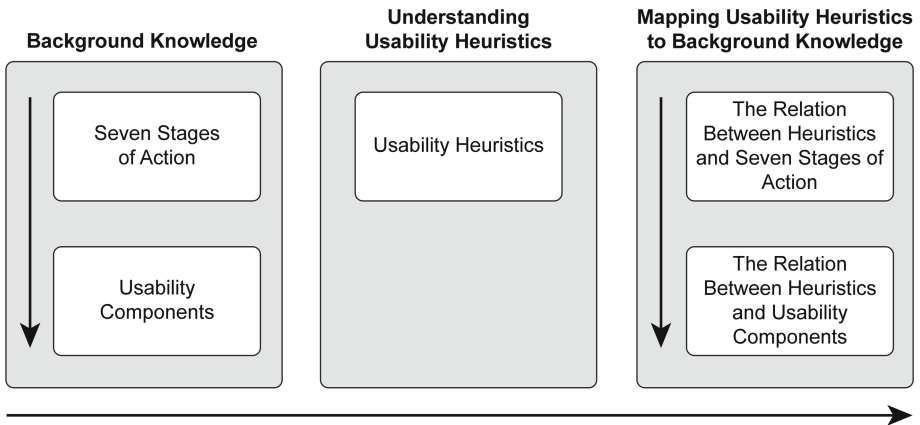 Background Knowledge
Seven Stages
of Action
Usability
Components
Understanding
Usability Heuristics
Usability Heuristics
Mapping Usability Heuristics
to Background Knowledge
The Relation
Between Heuristics
and Seven Stages of
Action
The Relation
Between Heuristics
and Usability
Components